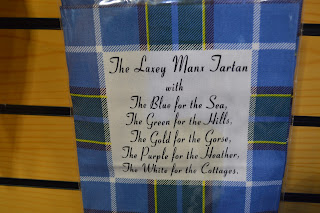 The Laxey Manx Tartan
with
The Blue for the Sea,
The Green for the Hills,
The Gold for the Gorse,
The Purple for the Heather,
The White for the Cottages.